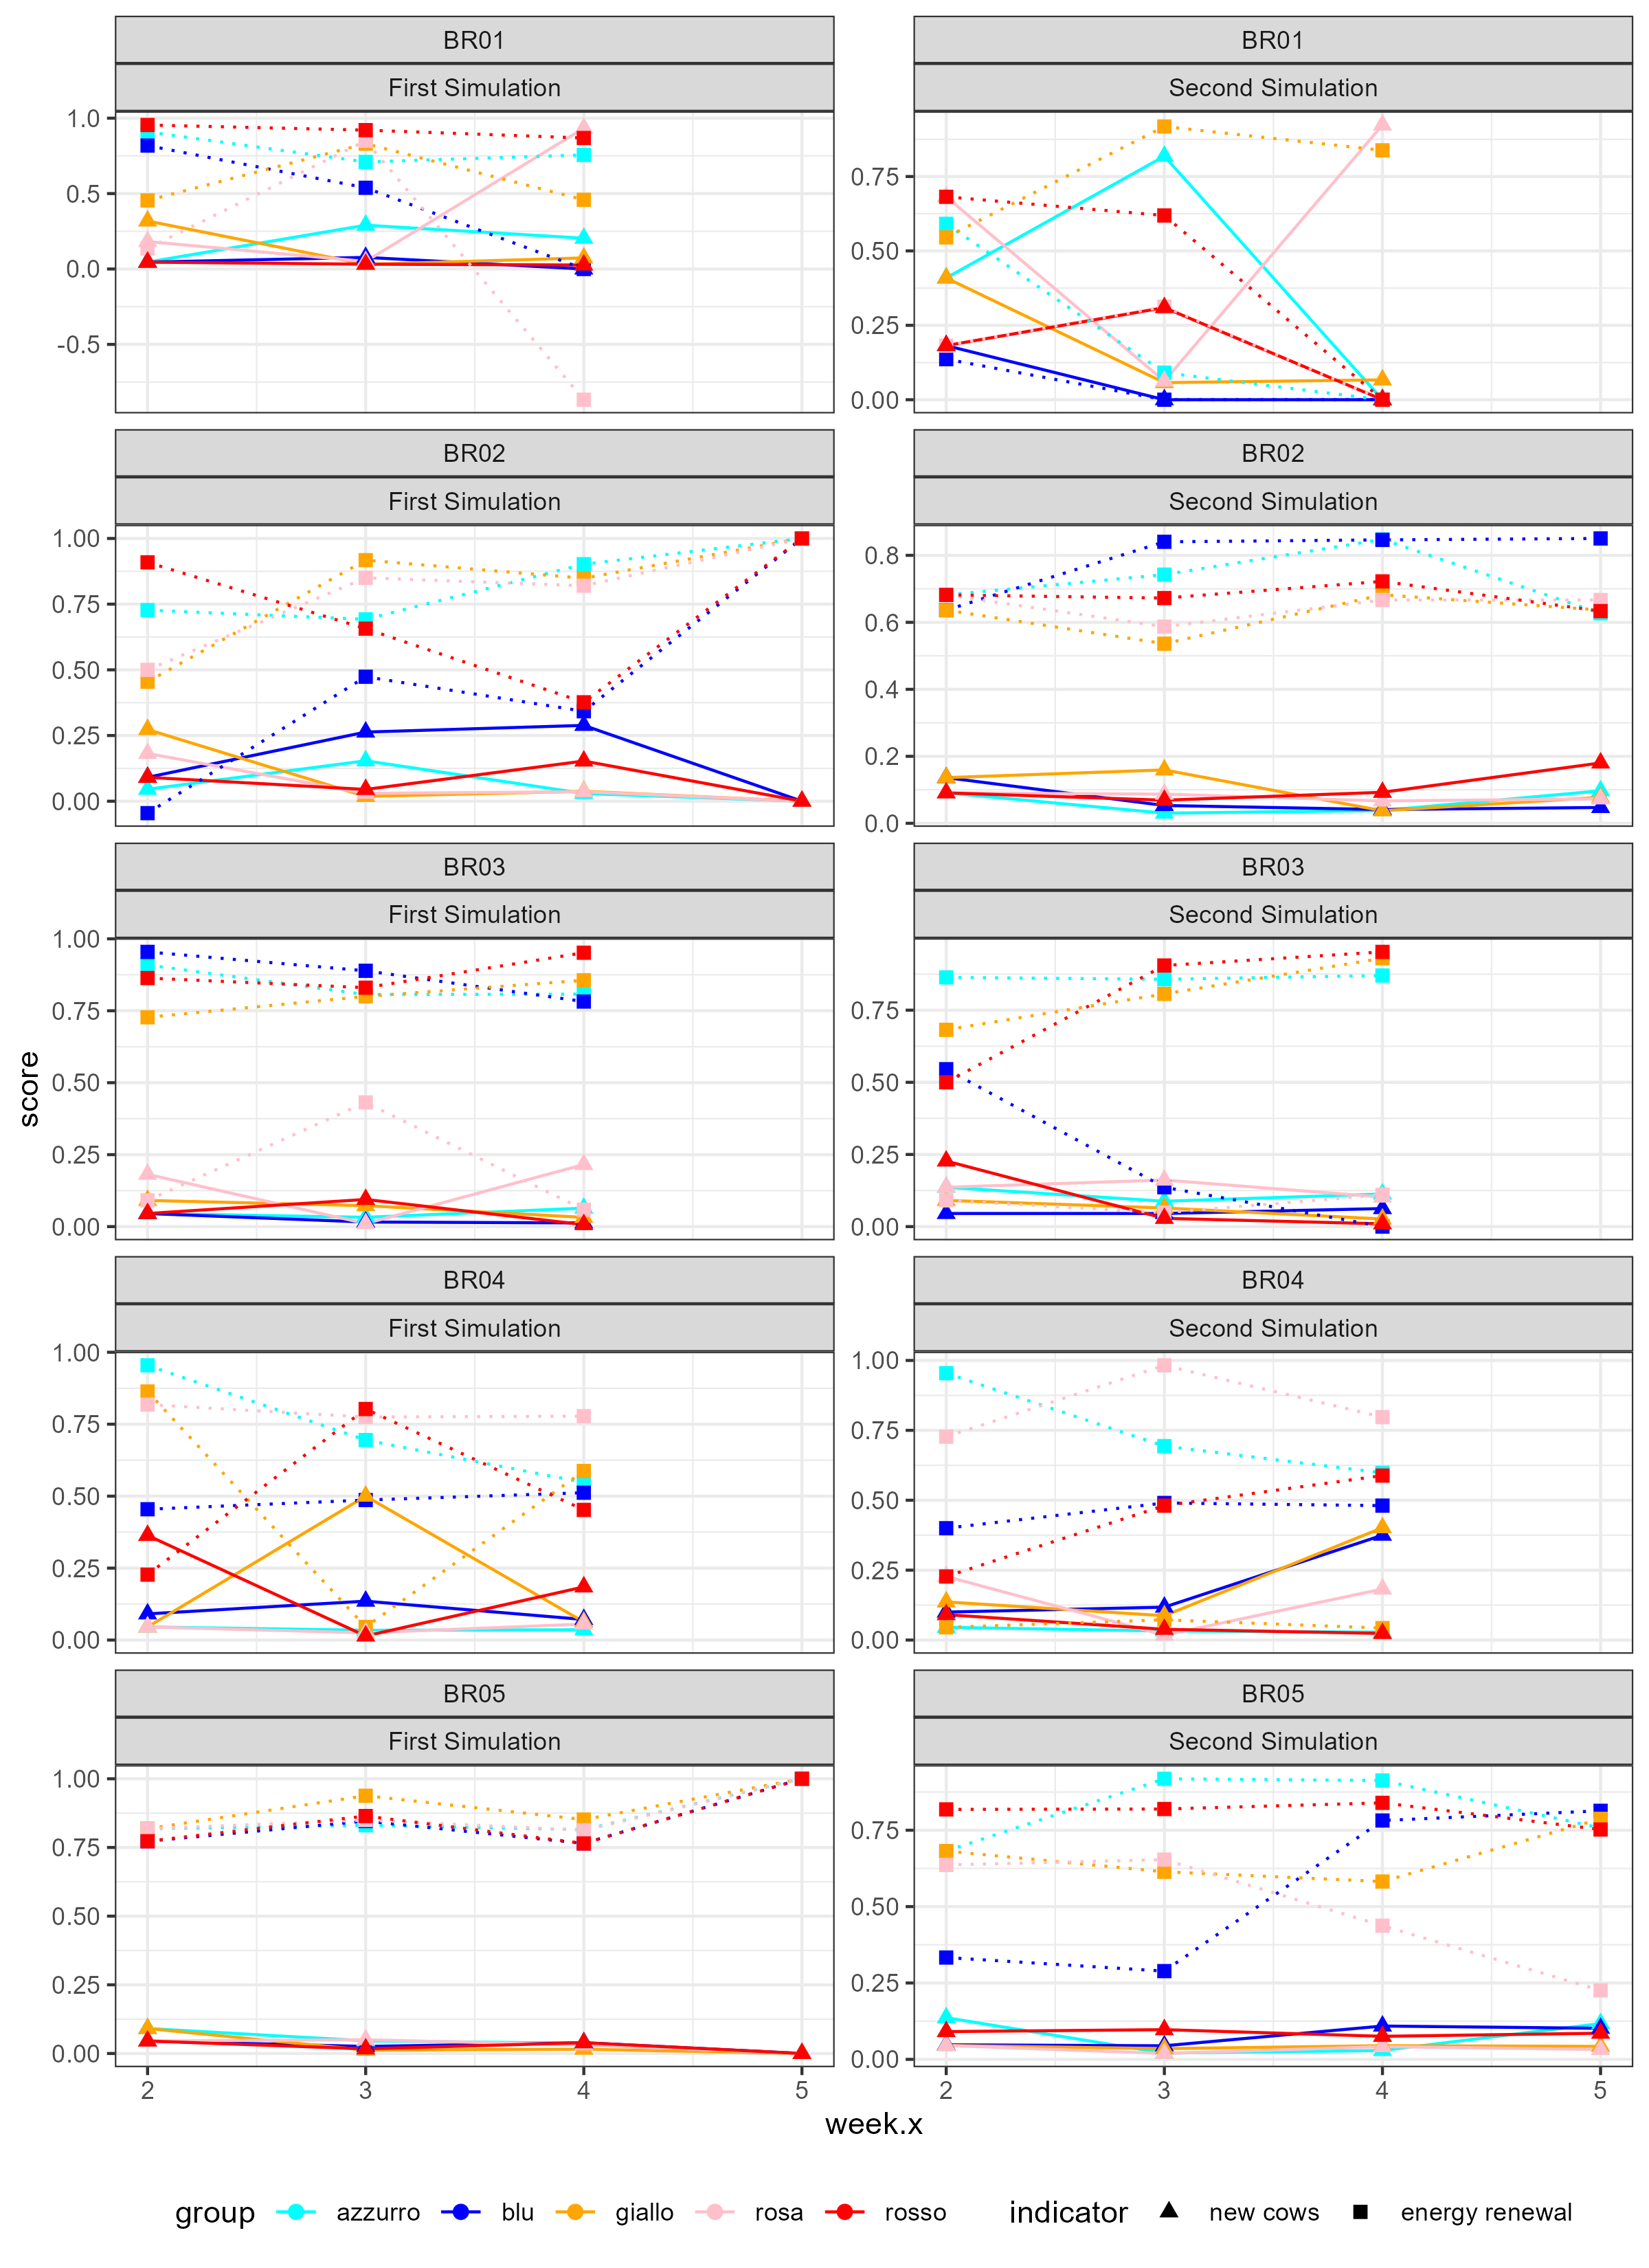 BR01
BR01
First Simulation
Second Simulation
1.0
0.5
0.0
-0.5
0.75
0.50
0.25
0.00
BR02
BR02
First Simulation
Second Simulation
1.00
0.75
0.50
0.25
0.00
0.8
0.6
0.4
0.2
0.0
BR03
BR03
First Simulation
Second Simulation
1.00
0.75
0.50
0.25
0.00
0.75
0.50
0.25
0.00
score
BR04
BR04
First Simulation
Second Simulation
1.00
0.75
0.50
0.25
0.00
1.00
0.75
0.50
0.25
0.00
BR05
BR05
First Simulation
Second Simulation
1.00
0.75
0.50
0.25
0.00
0.75
0.50
0.25
0.00
2 3 4 5
2 3 4 5
week.x
group azzurro blu giallo rosa rosso indicator new cows energy renewal